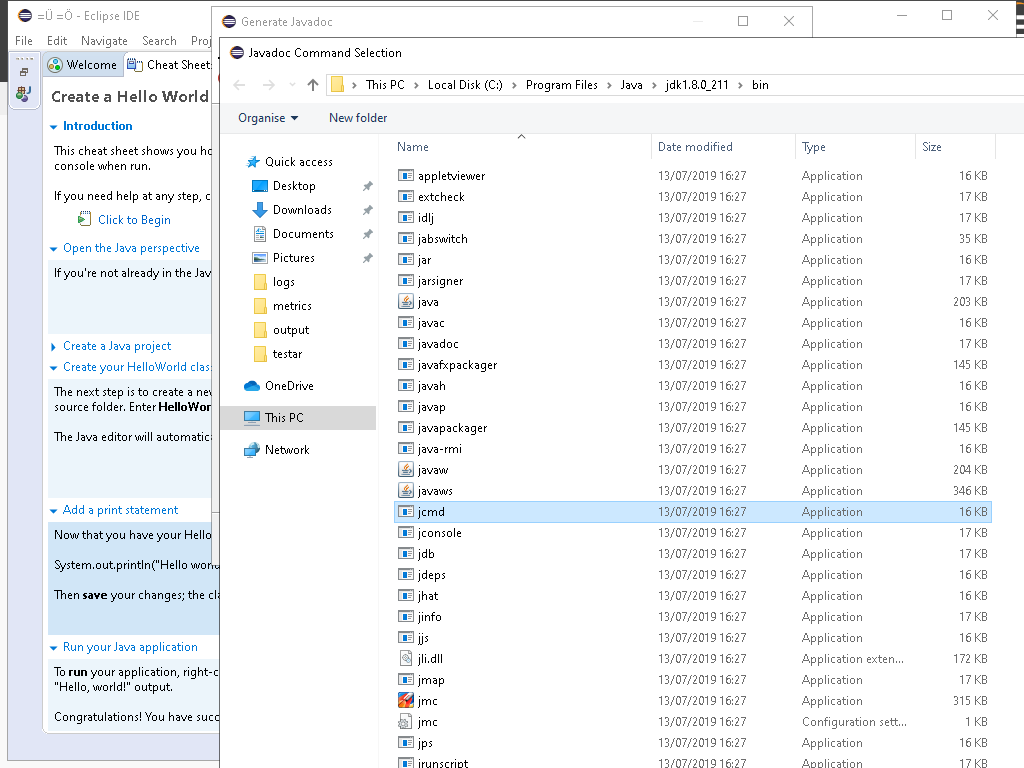 =Ü =Ö - Eclipse IDE
File Edit Navigate Search Proj
Welcome
Cheat Sheets
Create a Hello World
Introduction
This cheat sheet shows you ho
console when run.
If you need help at any step, c
Click to Begin
Open the Java perspective
If you're not already in the Jav
Create a Java project
Create your HelloWorld clas
The next step is to create a new
source folder. Enter HelloWor
The Java editor will automatica
Add a print statement
Now that you have your Hello
System.out.println("Hello world
Then save your changes; the cla
Run your Java application
To run your application, right-c
"Hello, world!" output.
Congratulations! You have succ
Generate Javadoc
Javadoc Command Selection
This PC > Local Disk (C:) > Program Files > Java > jdk1.8.0_211 > bin
Organise New folder
Quick access
Desktop
Downloads
Documents
Pictures
logs
metrics
output
testar
OneDrive
This PC
Network
Name Date modified Type Size
appletviewer 13/07/2019 16:27 Application 16 KB
extcheck 13/07/2019 16:27 Application 17 KB
idlj 13/07/2019 16:27 Application 17 KB
jabswitch 13/07/2019 16:27 Application 35 KB
jar 13/07/2019 16:27 Application 16 KB
jarsigner 13/07/2019 16:27 Application 17 KB
java 13/07/2019 16:27 Application 203 KB
javac 13/07/2019 16:27 Application 16 KB
javadoc 13/07/2019 16:27 Application 17 KB
javafxpackager 13/07/2019 16:27 Application 145 KB
javah 13/07/2019 16:27 Application 16 KB
javap 13/07/2019 16:27 Application 16 KB
javapackager 13/07/2019 16:27 Application 145 KB
java-rmi 13/07/2019 16:27 Application 16 KB
javaw 13/07/2019 16:27 Application 204 KB
javaws 13/07/2019 16:27 Application 346 KB
jcmd 13/07/2019 16:27 Application 16 KB
jconsole 13/07/2019 16:27 Application 17 KB
jdb 13/07/2019 16:27 Application 17 KB
jdeps 13/07/2019 16:27 Application 16 KB
jhat 13/07/2019 16:27 Application 16 KB
jinfo 13/07/2019 16:27 Application 17 KB
jjs 13/07/2019 16:27 Application 16 KB
jli.dll 13/07/2019 16:27 Application exten... 172 KB
jmap 13/07/2019 16:27 Application 17 KB
jmc 13/07/2019 16:27 Application 315 KB
jmc 13/07/2019 16:27 Configuration sett... 1 KB
jps 13/07/2019 16:27 Application 16 KB
jrunscript 13/07/2019 16:27 Application 17 KB